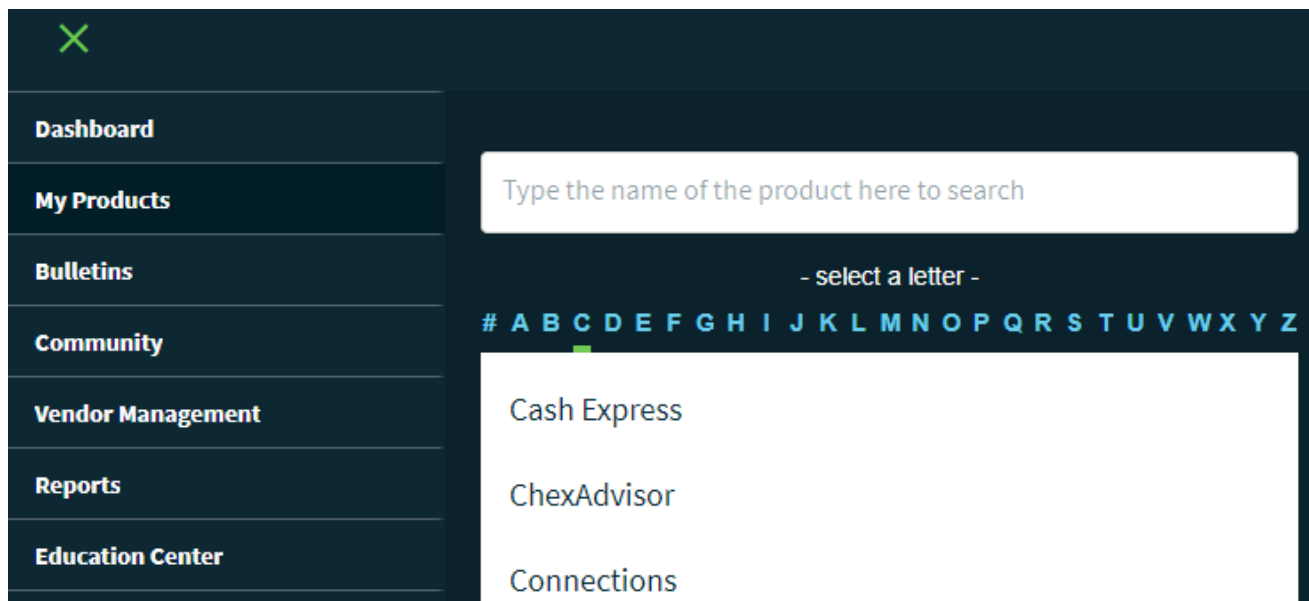 Dashboard
My Products
Bulletins
Community
Vendor Management
Reports
Education Center
Type the name of the product here to search
- select a letter -
# A B C D E F G H I J K L M N O P Q R S T U V W X Y Z
Cash Express
ChexAdvisor
Connections